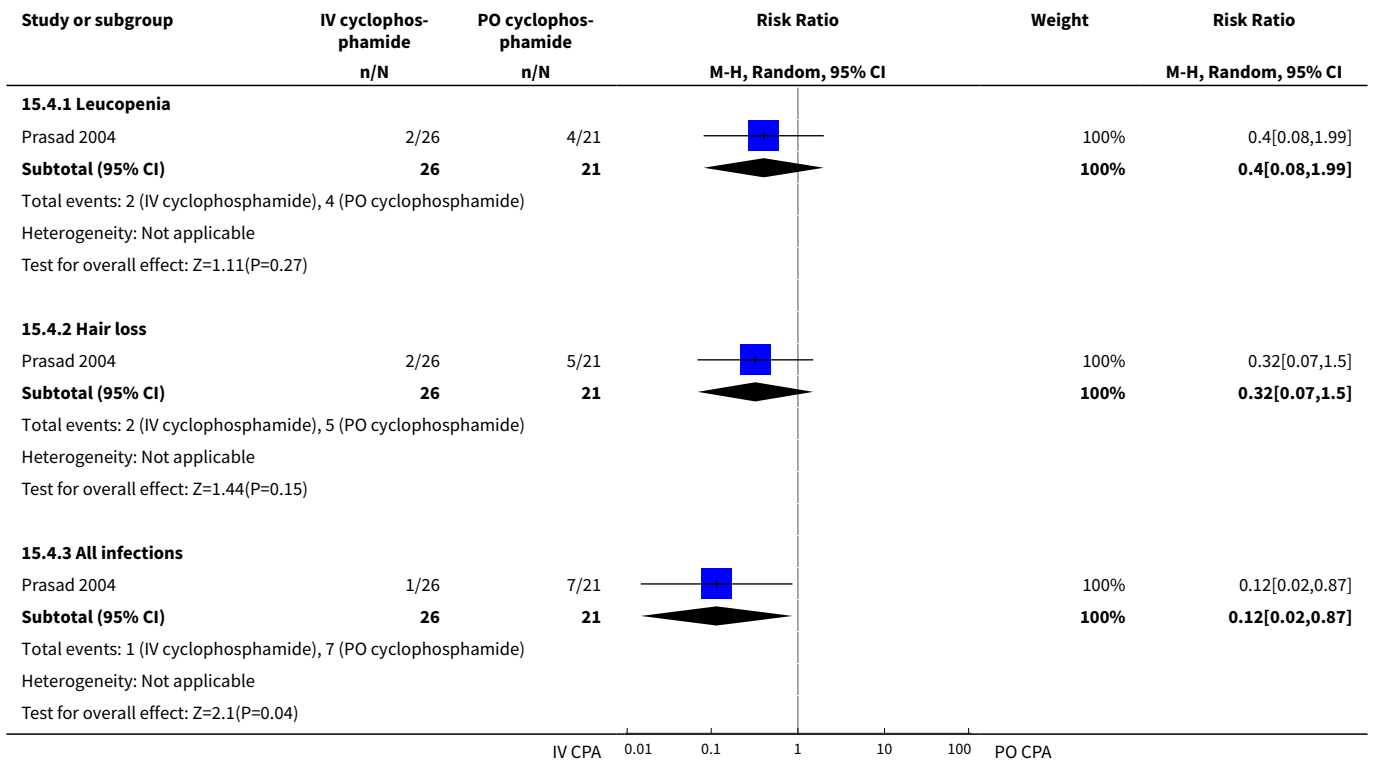 Study or subgroup IV cyclophos- PO cyclophos- Risk Ratio Weight Risk Ratio
phamide phamide
n/N n/N M-H, Random, 95% CI M-H, Random, 95% CI
15.4.1 Leucopenia
Prasad 2004 2/26 4/21 100% 0.4[0.08,1.99]
Subtotal (95% CI) 26 21 100% 0.4[0.08,1.99]
Total events: 2 (IV cyclophosphamide), 4 (PO cyclophosphamide)
Heterogeneity: Not applicable
Test for overall effect: Z=1.11(P=0.27)
15.4.2 Hair loss
Prasad 2004 2/26 5/21 100% 0.32[0.07,1.5]
Subtotal (95% CI) 26 21 100% 0.32[0.07,1.5]
Total events: 2 (IV cyclophosphamide), 5 (PO cyclophosphamide)
Heterogeneity: Not applicable
Test for overall effect: Z=1.44(P=0.15)
15.4.3 All infections
Prasad 2004 1/26 7/21 100% 0.12[0.02,0.87]
Subtotal (95% CI) 26 21 100% 0.12[0.02,0.87]
Total events: 1 (IV cyclophosphamide), 7 (PO cyclophosphamide)
Heterogeneity: Not applicable
Test for overall effect: Z=2.1(P=0.04)
IV CPA 0.01 0.1 1 10 100 PO CPA